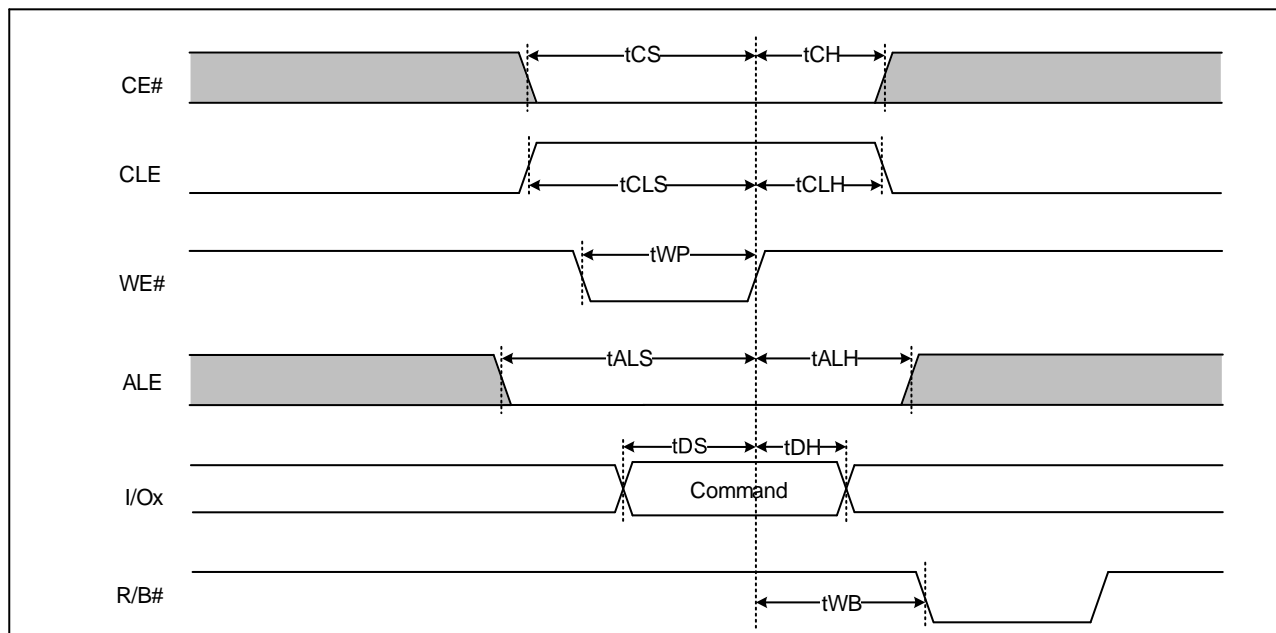 tCS tCH
CE#
CLE
tCLS tCLH
tWP
WE#
tALS tALH
ALE
tDS tDH
I/Ox Command
R/B#
tWB